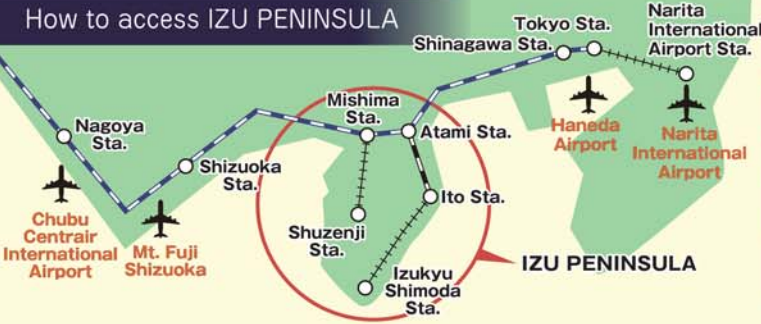 How to access IZU PENINSULA
Narita
International
Airport Sta.
Tokyo Sta.
Shinagawa Sta.
Mishima
Sta.
Atami Sta.
Nagoya
Sta.
Shizuoka
Sta.
Haneda
Airport
Narita
International
Airport
Ito Sta.
Shuzenji
Sta.
Chubu
Centrair
International
Airport
Mt. Fuji
Shizuoka
Izukyu
Shimoda
Sta.
IZU PENINSULA